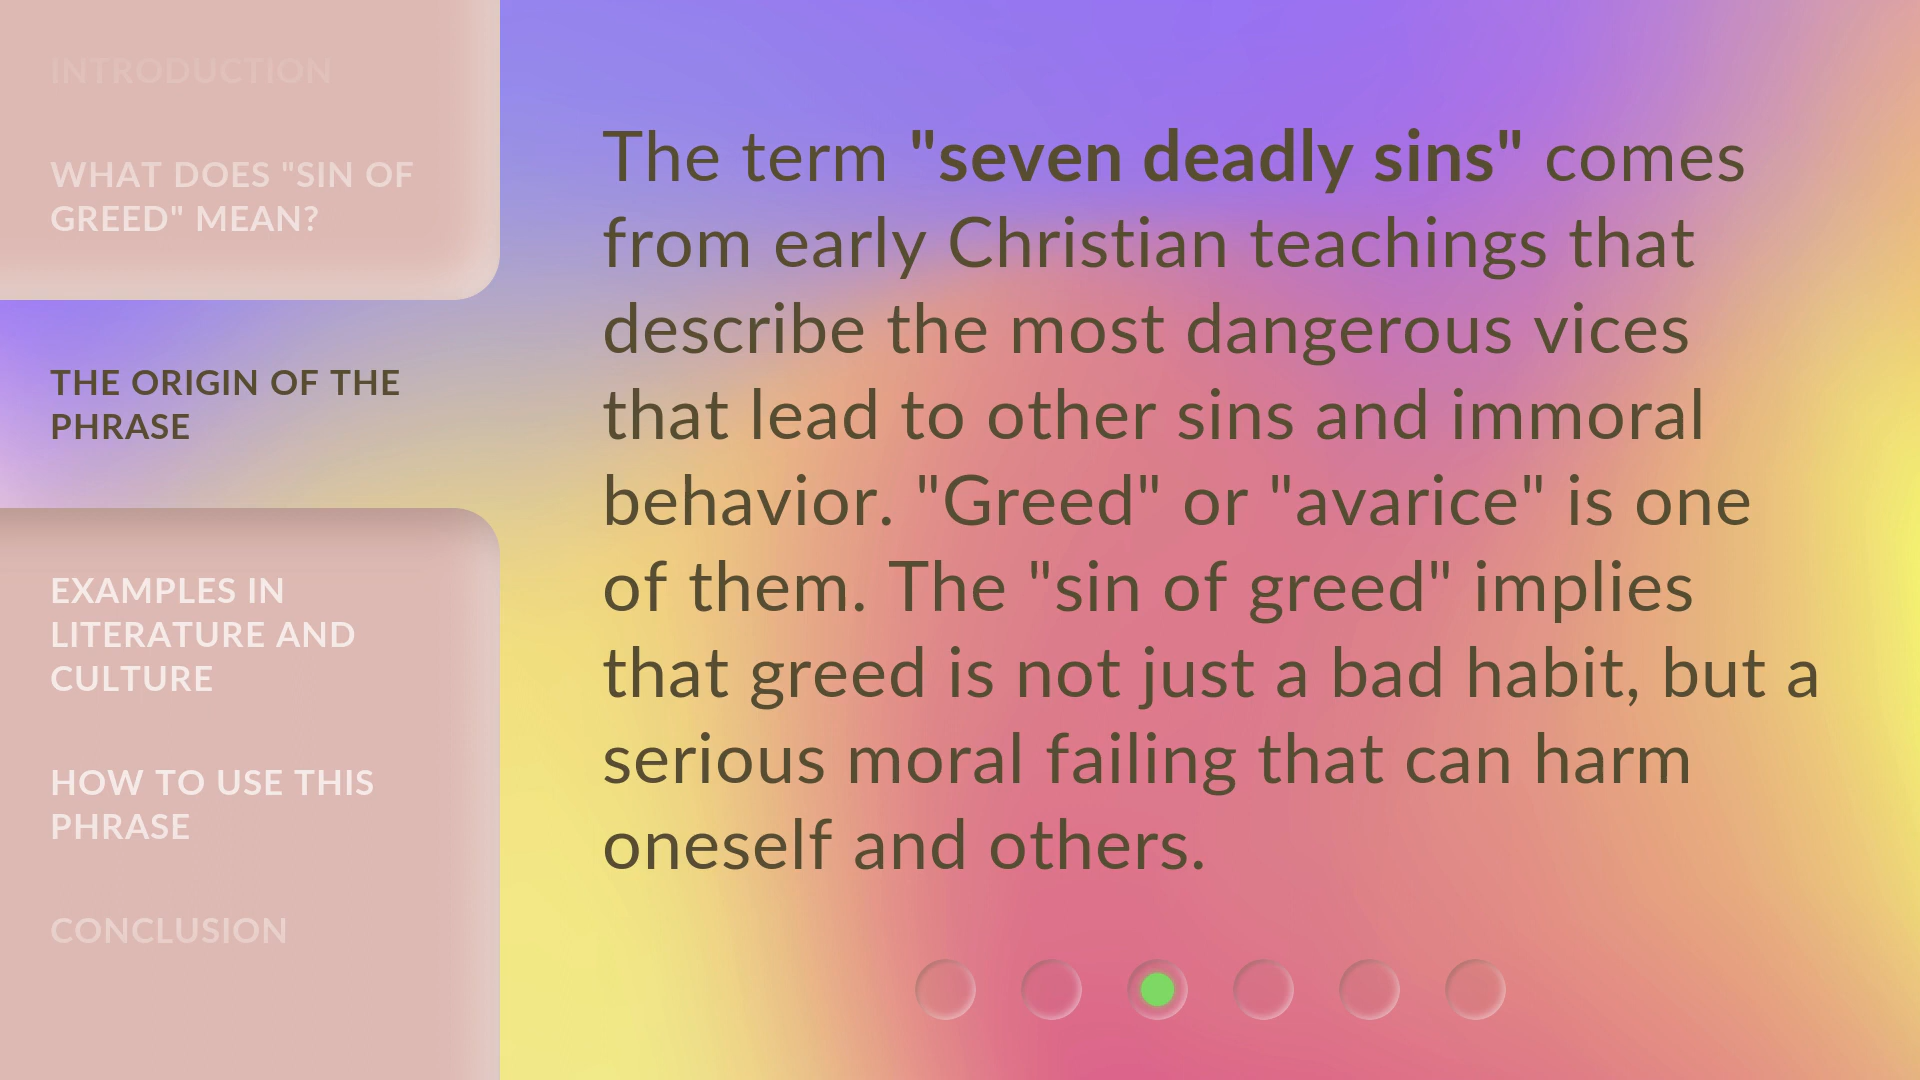 INTRODUCTION
WHAT DOES "SIN OF
GREED" MEAN?
THE ORIGIN OF THE
PHRASE
EXAMPLES IN
LITERATURE AND
CULTURE
HOW TO USE THIS
PHRASE
CONCLUSION
The term "seven deadly sins" comes
from early Christian teachings that
describe the most dangerous vices
that lead to other sins and immoral
behavior. "Greed" or "avarice" is one
of them. The "sin of greed" implies
that greed is not just a bad habit, but a
serious moral failing that can harm
oneself and others.